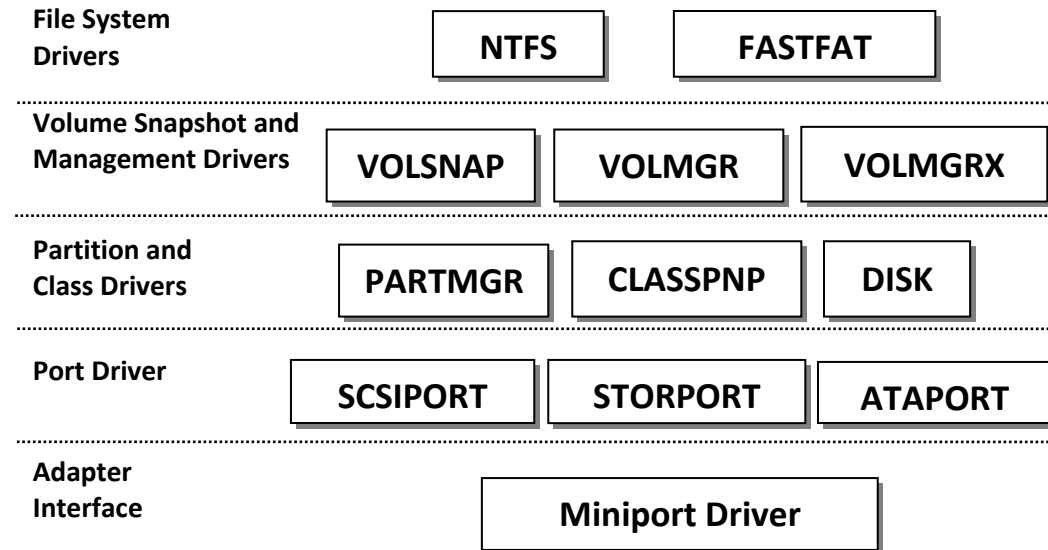 File System
Drivers
NTFS
FASTFAT
Volume Snapshot and
Management Drivers
VOLSNAP
VOLMGR
VOLMGRX
Partition and
Class Drivers
PARTMGR
CLASSPNP
DISK
Port Driver
SCSIPORT
STORPORT
ATAPORT
Adapter
Interface
Miniport Driver